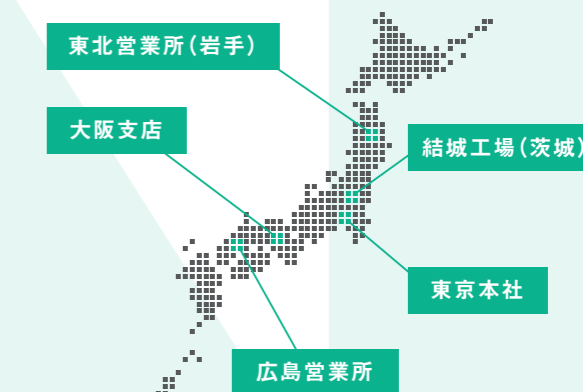 東北営業所(岩手)
大阪支店
結城工場(茨城)
東京本社
広島営業所